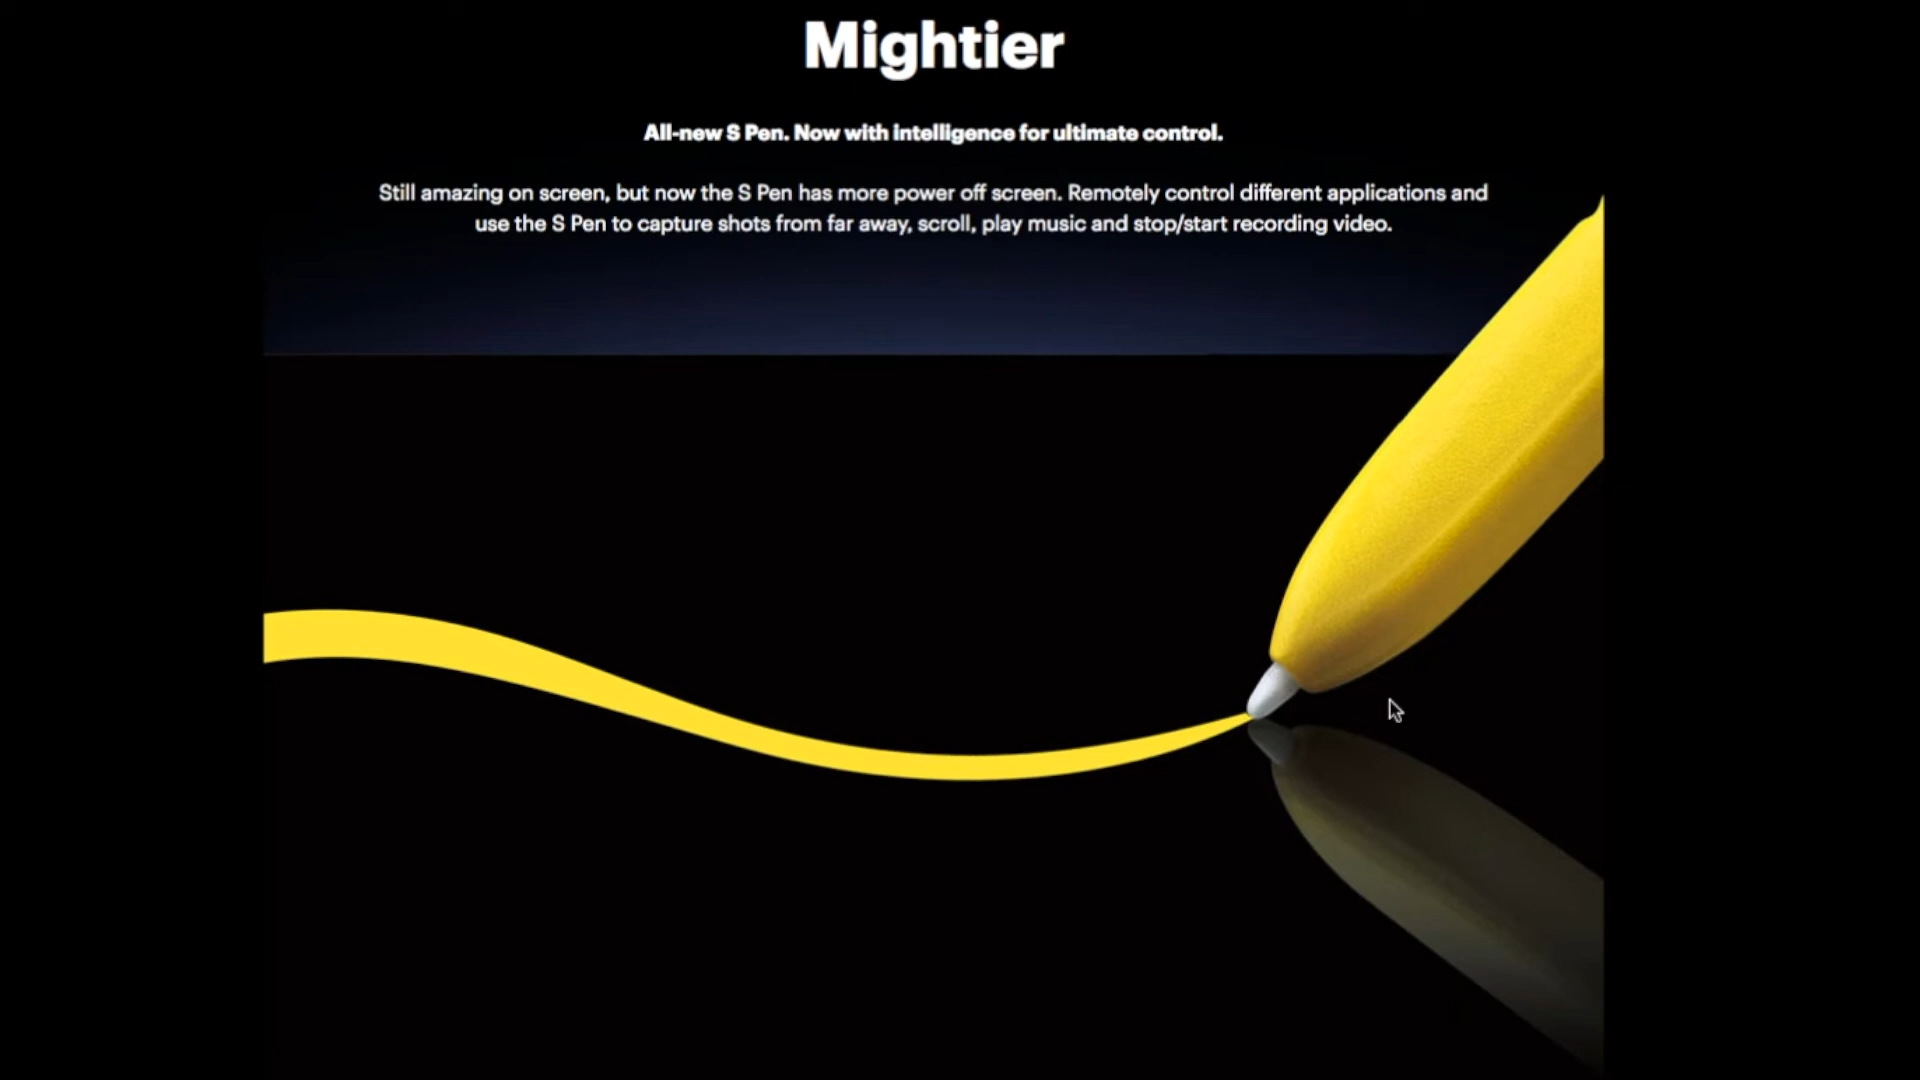 Mightier
All-new S Pen. Now with intelligence for ultimate control.
Still amazing on screen, but now the S Pen has more power off screen. Remotely control different applications and
use the S Pen to capture shots from far away, scroll, play music and stop/start recording video.